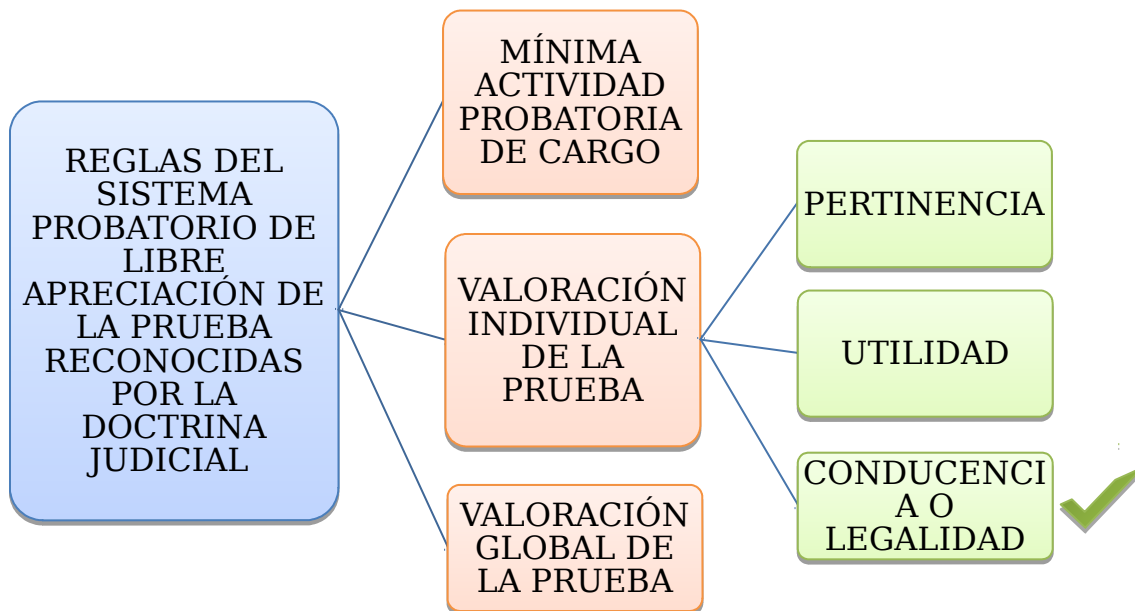 REGLAS DEL
SISTEMA
PROBATORIO DE
LIBRE
APRECIACIÓN DE
LA PRUEBA
RECONOCIDAS
POR LA
DOCTRINA
JUDICIAL
MÍNIMA
ACTIVIDAD
PROBATORIA
DE CARGO
VALORACIÓN
INDIVIDUAL
DE LA
PRUEBA
VALORACIÓN
GLOBAL DE
LA PRUEBA
PERTINENCIA
UTILIDAD
CONDUCENCI
A O
LEGALIDAD